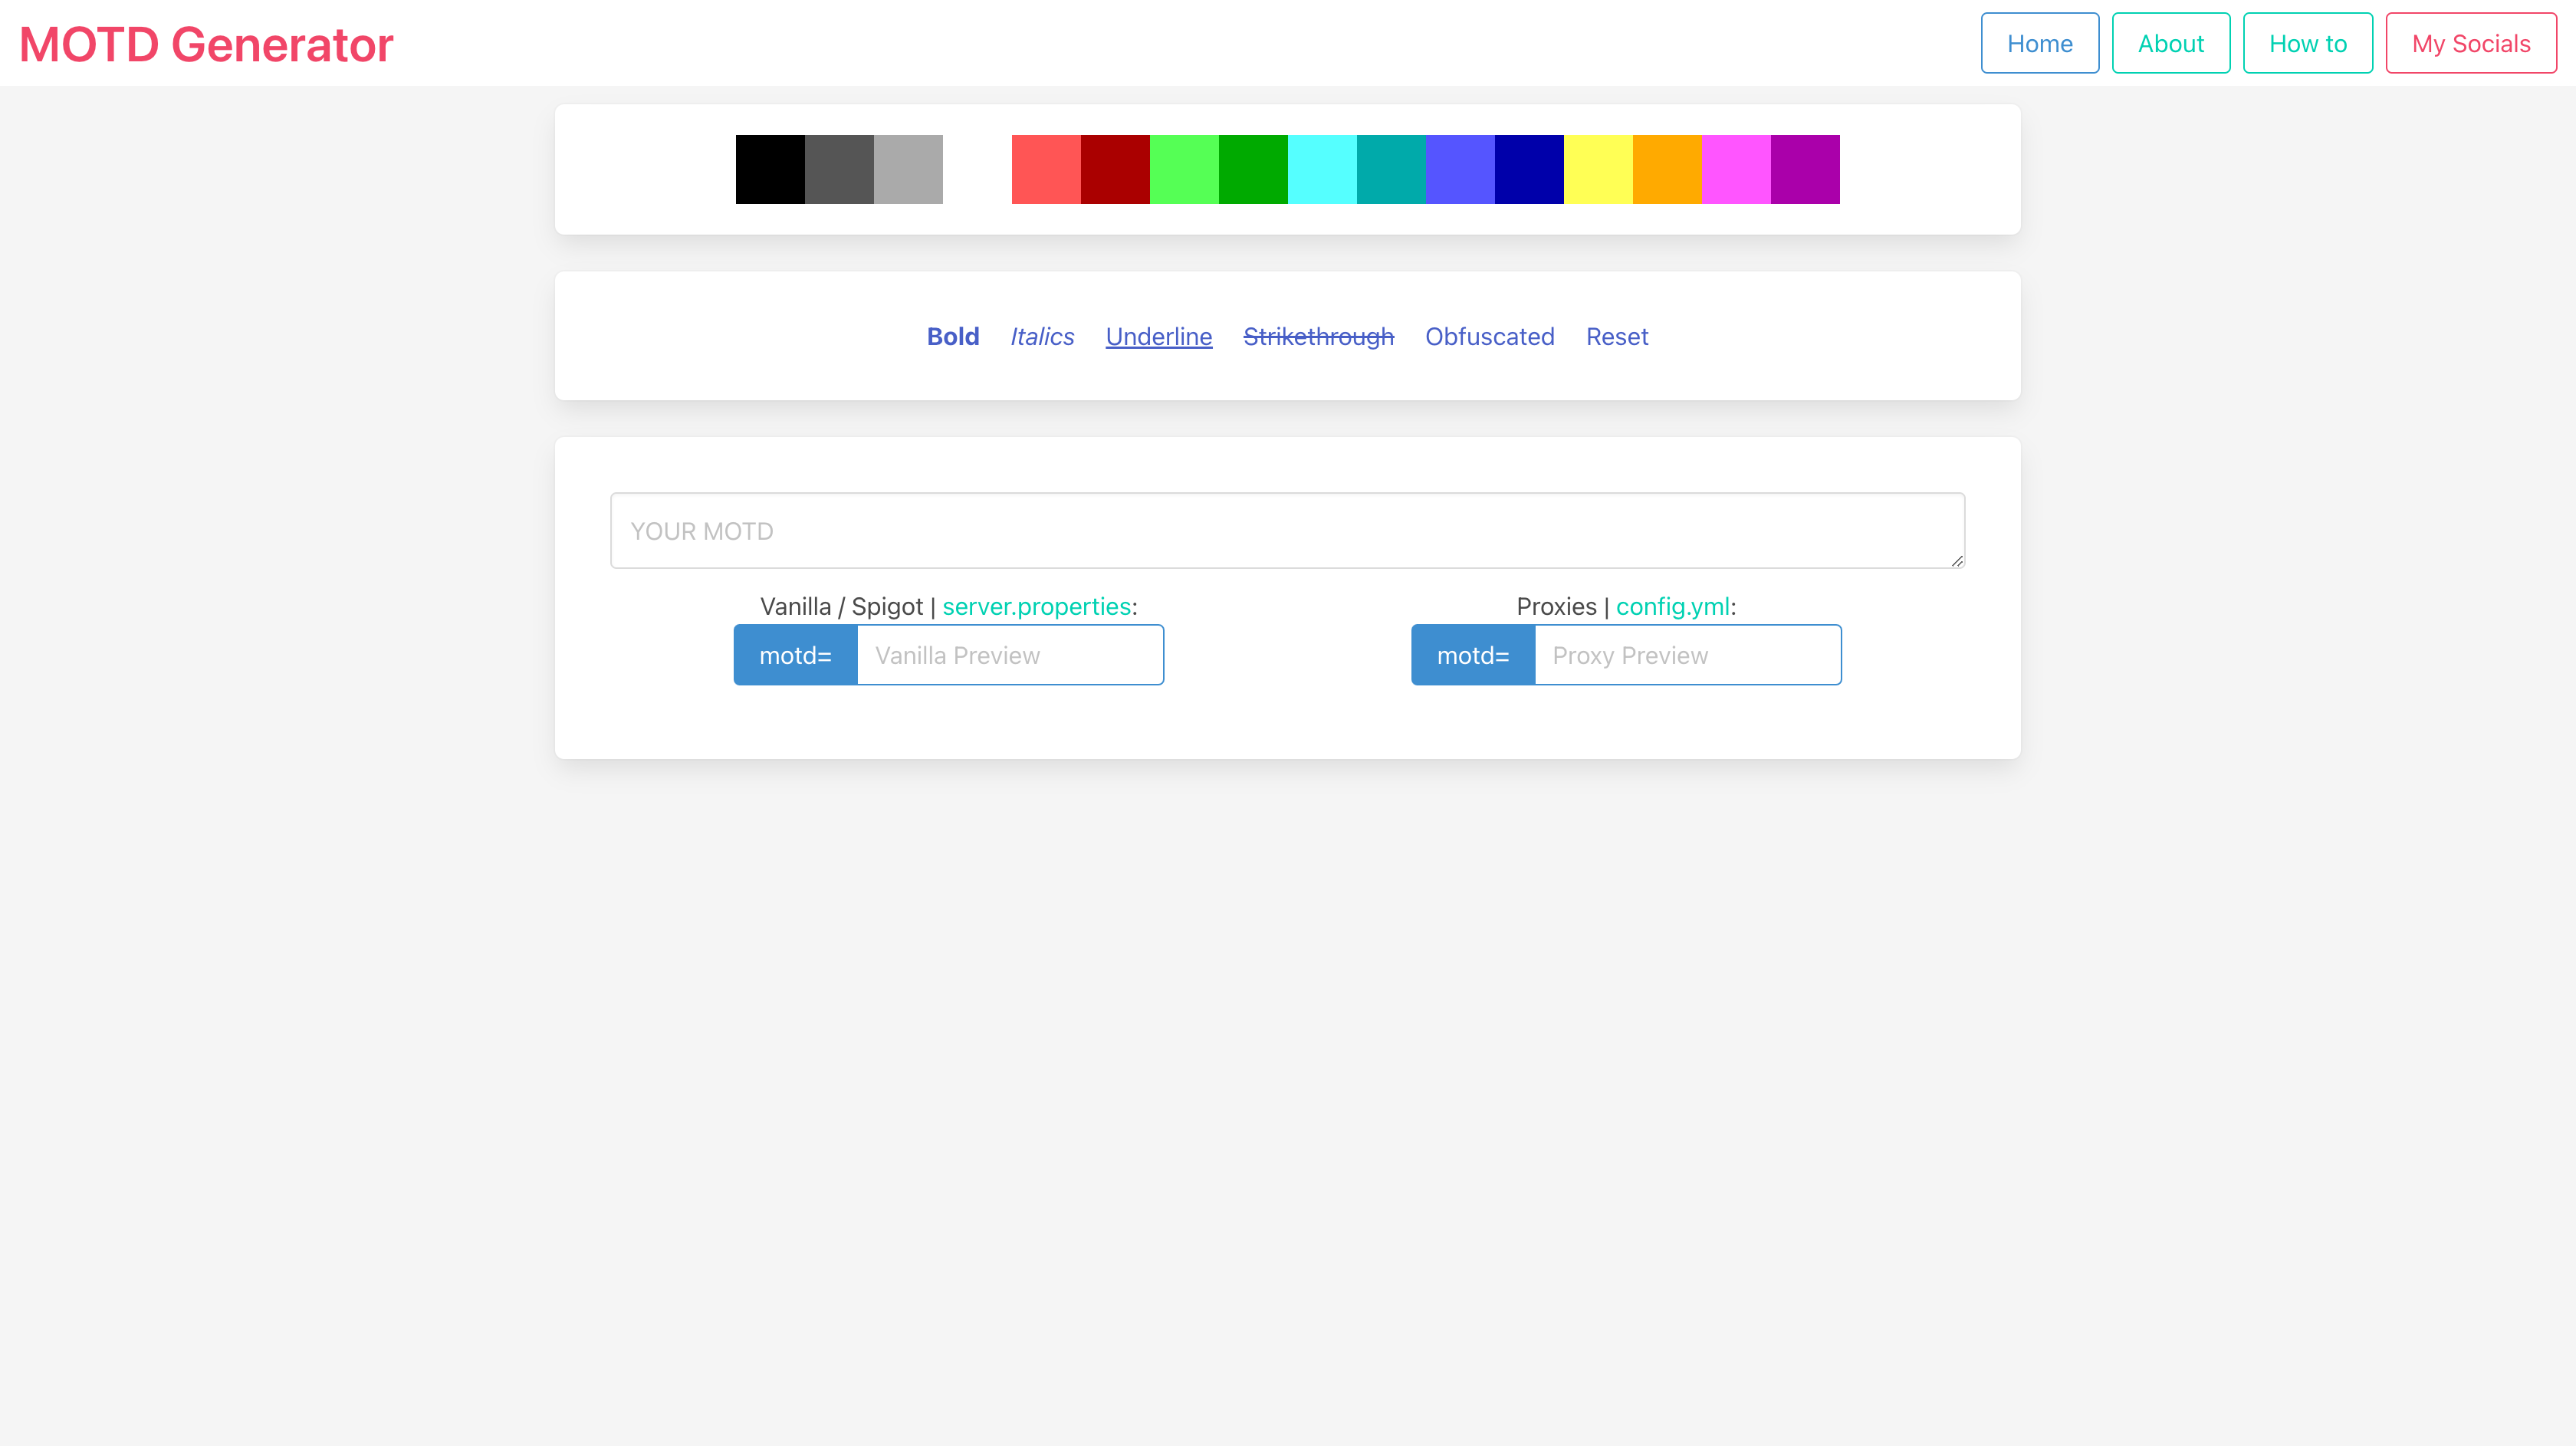 MOTD Generator
Home About How to My Socials
Bold Italics Underline Strikethrough Obfuscated Reset
YOUR MOTD
Vanilla / Spigot | server.properties:
motd= Vanilla Preview
Proxies | config.yml:
motd= Proxy Preview